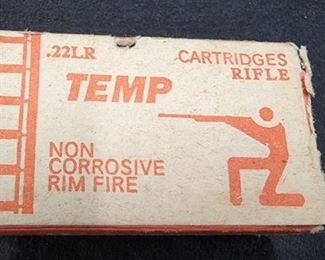 .22LR
CARTRIDGES
RIFLE
TEMP
NON
CORROSIVE
RIM FIRE